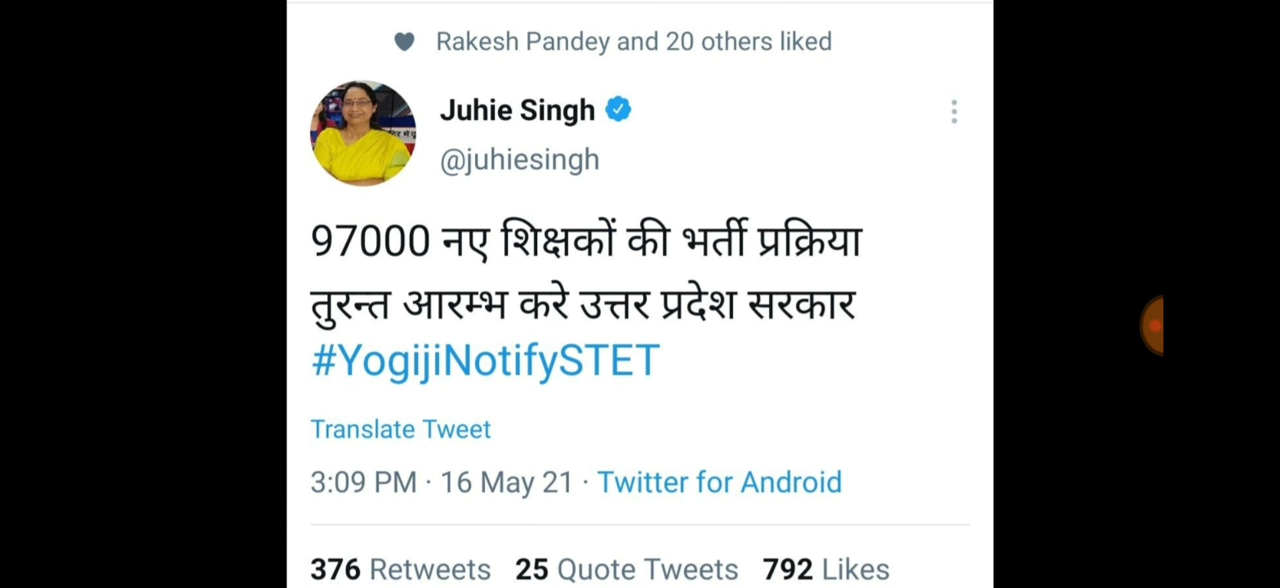 Rakesh Pandey and 20 others liked
Juhie Singh
@juhiesingh
97000 नए शिक्षकों की भर्ती प्रक्रिया
तुरन्त आरम्भ करे उत्तर प्रदेश सरकार
#YogijiNotifySTET
Translate Tweet
3:09 PM · 16 May 21 · Twitter for Android
376 Retweets 25 Quote Tweets 792 Likes